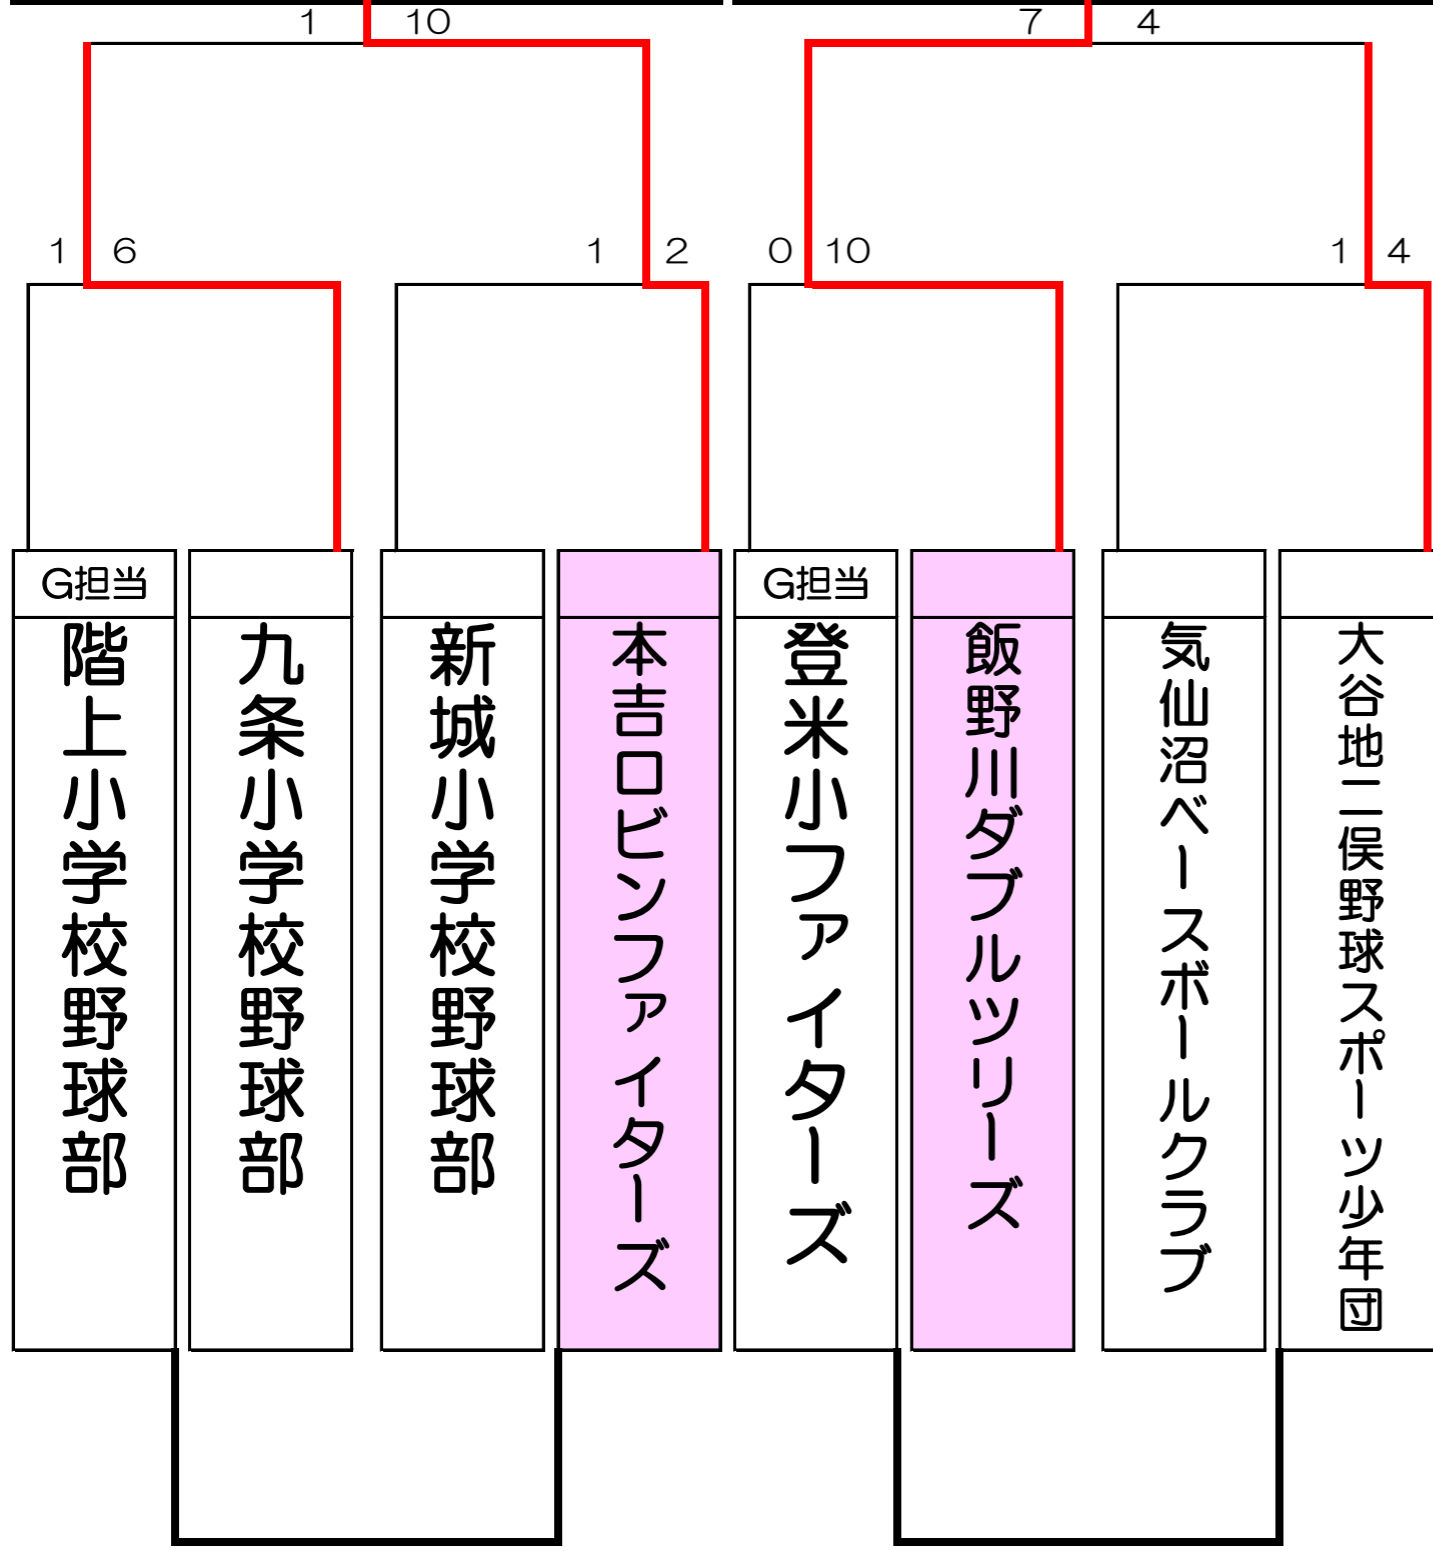 1 10 7 4
1 6 1 2 0 10 1 4
G担当 G担当
階上小学校野球部
九条小学校野球部
新城小学校野球部
本吉ロビンファイターズ
登米小ファイターズ
飯野川ダブルツリーズ
気仙沼ベースボールクラブ
大谷地二俣野球スポーツ少年団